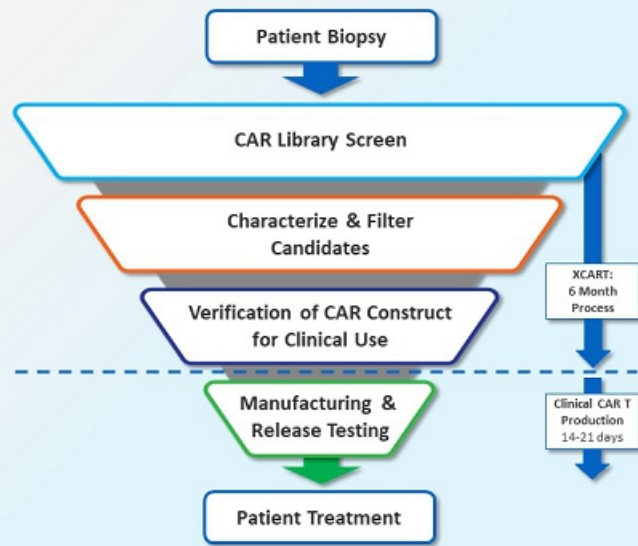 Patient Biopsy
CAR Library Screen
Characterize & Filter
Candidates
XCART:
6 Month
Process
Verification of CAR Construct
for Clinical Use
Manufacturing &
Release Testing
Clinical CAR T
Production
14-21 days
Patient Treatment